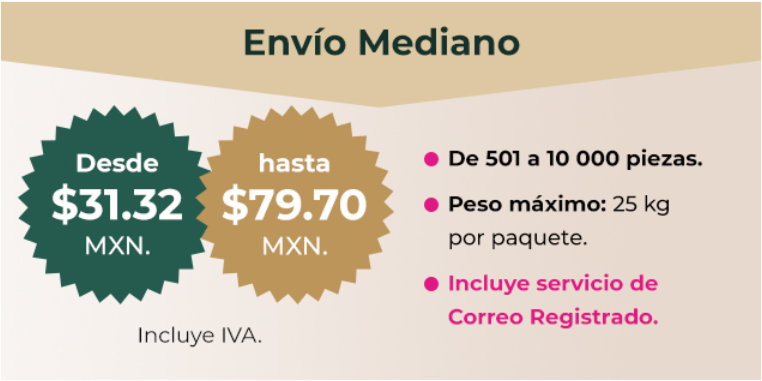 Envío Mediano
Desde
$31.32
MXN.
hasta
$79.70
MXN.
Incluye IVA.
De 501 a 10 000 piezas.
Peso máximo: 25 kg
por paquete.
Incluye servicio de
Correo Registrado.